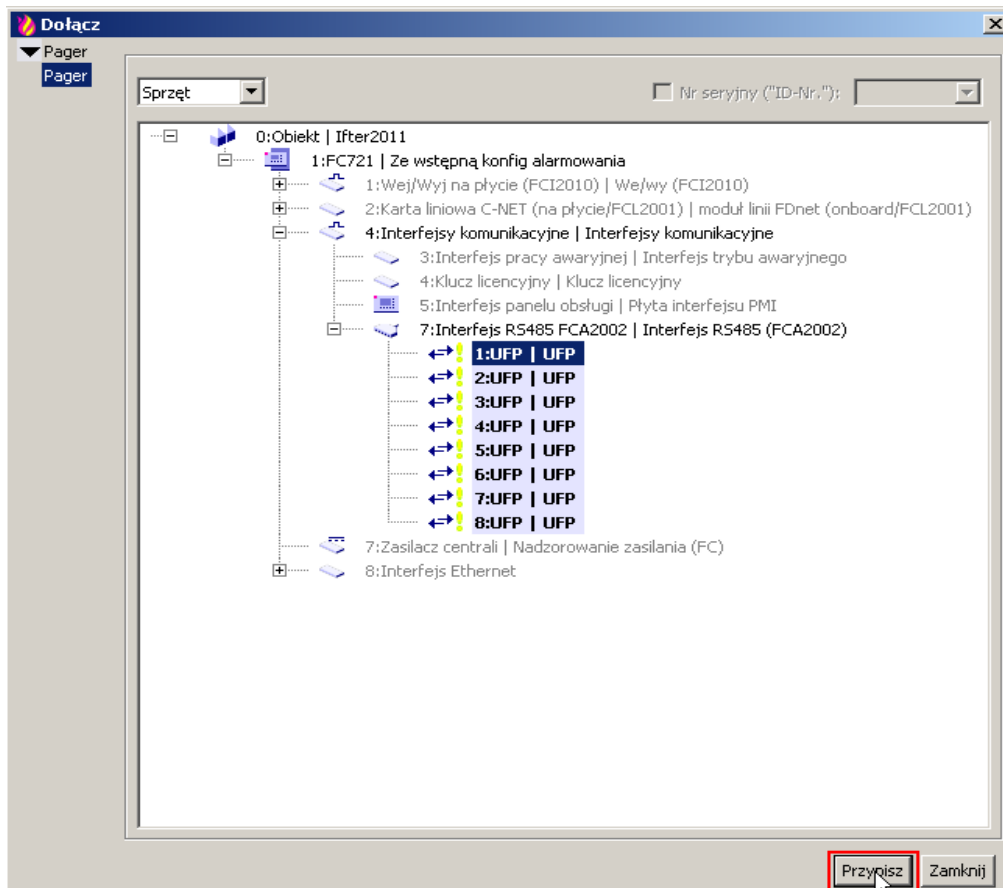 Dołącz
Pager
Pager
Sprzęt
Nr seryjny ("ID-Nr."):
0:Obiekt | Ifter2011
1:FC721 | Ze wstępną konfig alarmowania
1:Wej/Wyj na płycie (FCI2010) | We/wy (FCI2010)
2:Karta liniowa C-NET (na płycie/FCL2001) | moduł linii FDnet (onboard/FCL2001)
4:Interfejsy komunikacyjne | Interfejsy komunikacyjne
3:Interfejs pracy awaryjnej | Interfejs trybu awaryjnego
4:Klucz licencyjny | Klucz licencyjny
5:Interfejs panelu obsługi | Płyta interfejsu PMI
7:Interfejs RS485 FCA2002 | Interfejs RS485 (FCA2002)
1:UFP | UFP
2:UFP | UFP
3:UFP | UFP
4:UFP | UFP
5:UFP | UFP
6:UFP | UFP
7:UFP | UFP
8:UFP | UFP
7:Zasilacz centrali | Nadzorowanie zasilania (FC)
8:Interfejs Ethernet
Przypisz Zamknij